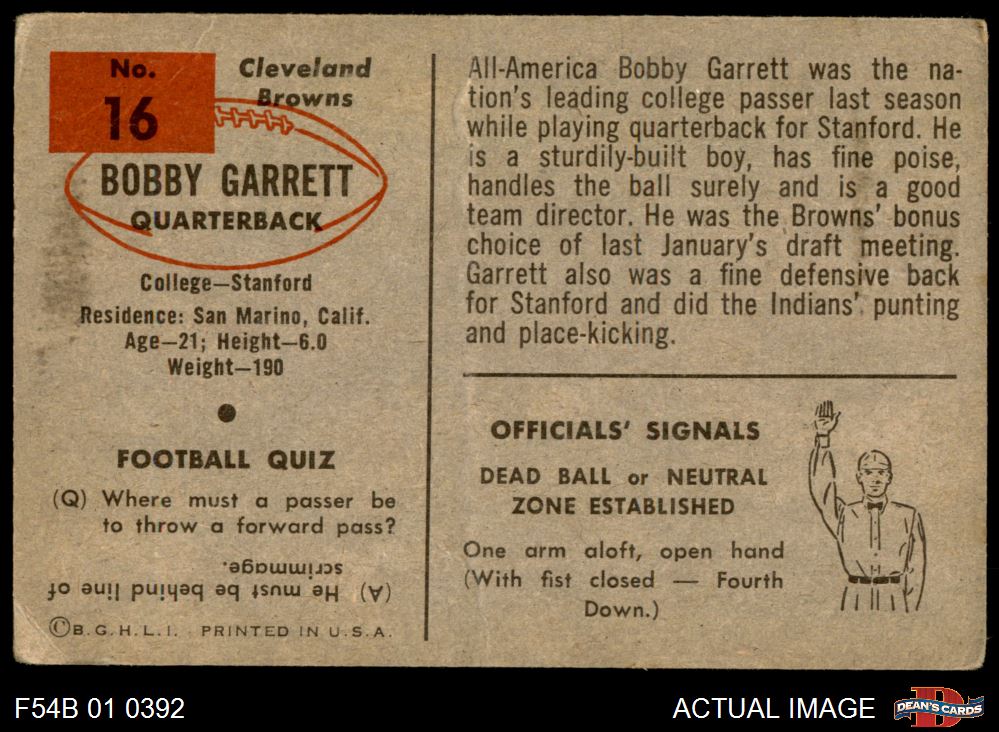 No.
16
Cleveland
Browns
BOBBY GARRETT
QUARTERBACK
College—Stanford
Residence: San Marino, Calif.
Age—21; Height—6.0
Weight—190
FOOTBALL QUIZ
(Q) Where must a passer be
to throw a forward pass?
(A) He must be behind line of
scrimmage.
©B.G.H.L.I. PRINTED IN U.S.A.
All-America Bobby Garrett was the na-
tion's leading college passer last season
while playing quarterback for Stanford. He
is a sturdily-built boy, has fine poise,
handles the ball surely and is a good
team director. He was the Browns' bonus
choice of last January's draft meeting.
Garrett also was a fine defensive back
for Stanford and did the Indians' punting
and place-kicking.
OFFICIALS' SIGNALS
DEAD BALL or NEUTRAL
ZONE ESTABLISHED
One arm aloft, open hand
(With fist closed — Fourth
Down.)
F54B 01 0392
ACTUAL IMAGE
DEAN'S CARDS